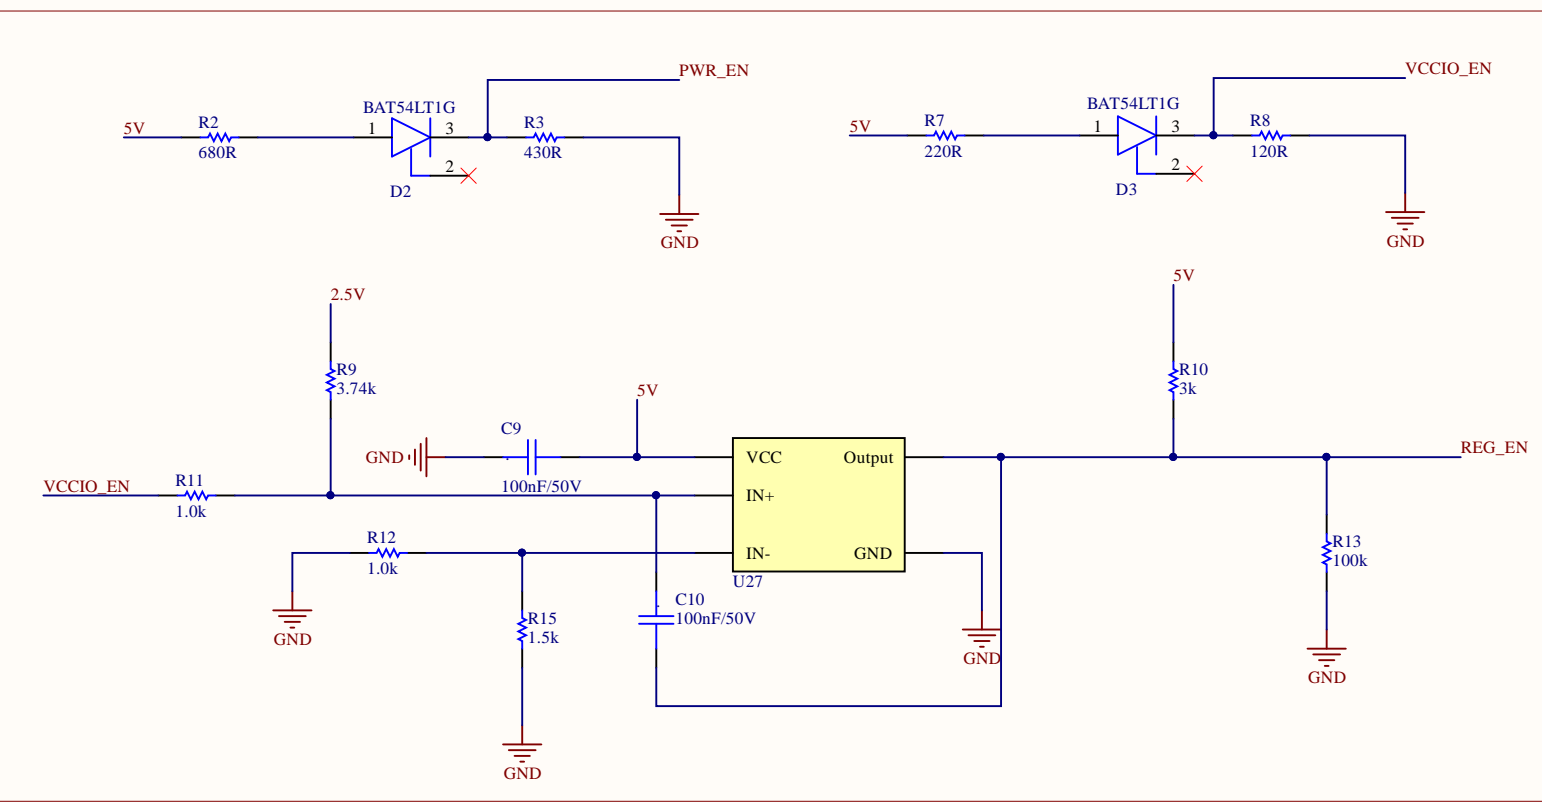 PWR_EN
BAT54LT1G
5V
R2
680R
1
3
2
D2
R3
430R
GND
VCCIO_EN
BAT54LT1G
5V
R7
220R
1
3
2
D3
R8
120R
GND
2.5V
R9
3.74k
5V
R10
3k
5V
C9
GND
100nF/50V
VCC
Output
REG_EN
VCCIO_EN
R11
1.0k
IN+
R12
1.0k
IN-
GND
U27
GND
R15
1.5k
GND
C10
100nF/50V
GND
R13
100k
GND